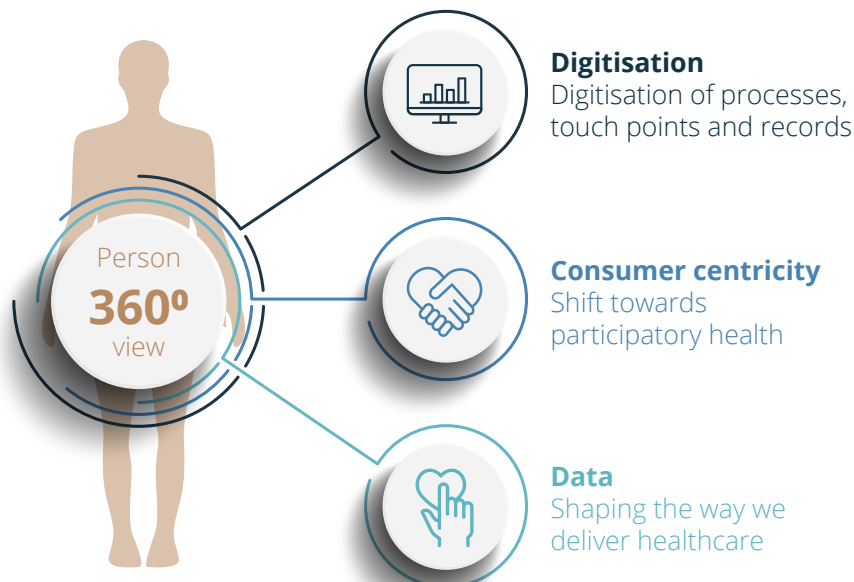 Person
360º
view
Digitisation
Digitisation of processes,
touch points and records
Consumer centricity
Shift towards
participatory health
Data
Shaping the way we
deliver healthcare